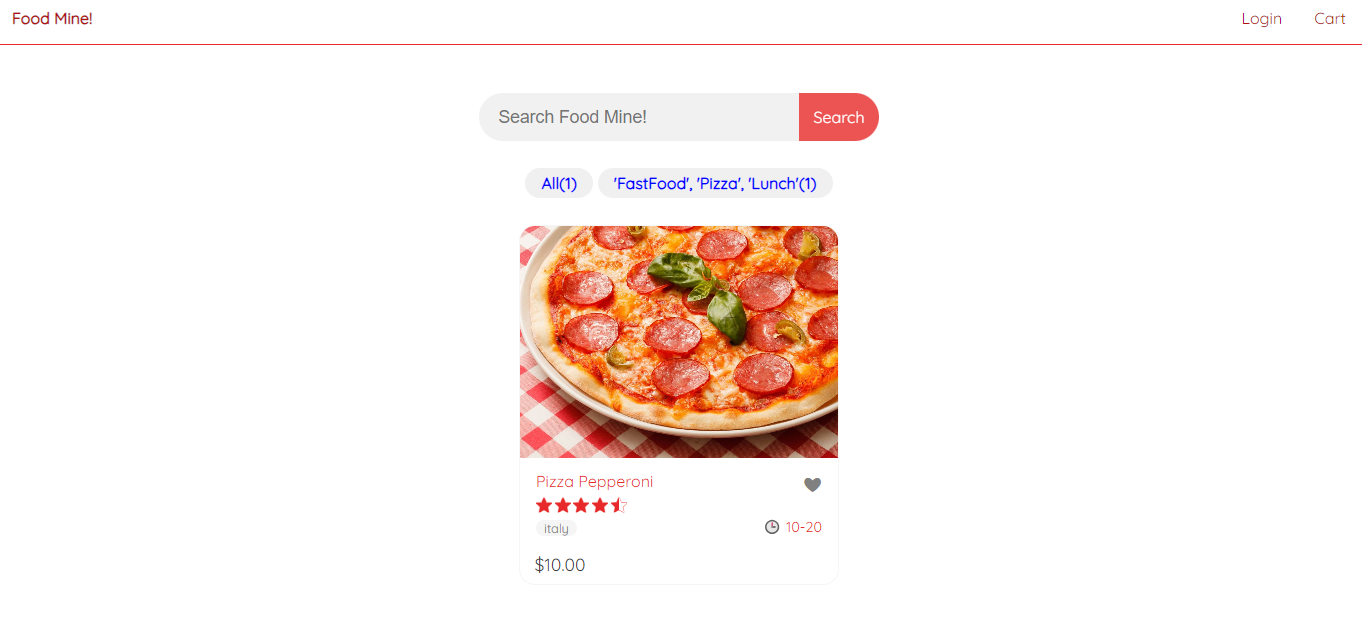 Food Mine!
Login
Cart
Search Food Mine!
Search
All(1)
'FastFood', 'Pizza', 'Lunch'(1)
Pizza Pepperoni
italy
10-20
$10.00